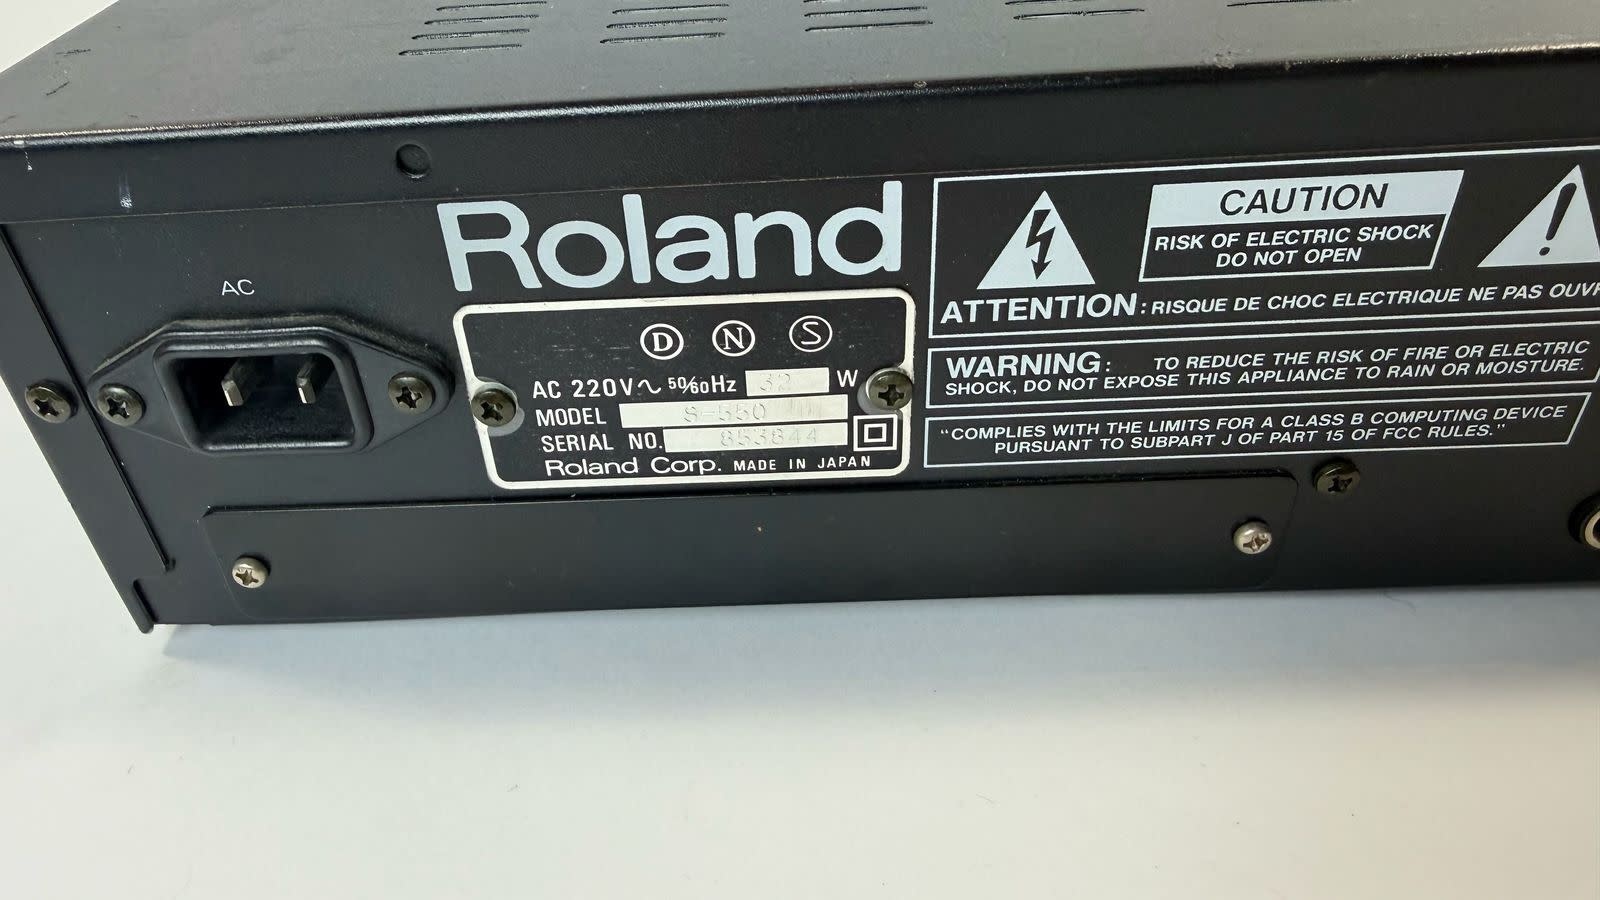 AC
Roland
D N S
AC 220V ~ 50/60Hz 32 W
MODEL S-550
SERIAL NO. 853844
Roland Corp. MADE IN JAPAN
CAUTION
RISK OF ELECTRIC SHOCK
DO NOT OPEN
ATTENTION: RISQUE DE CHOC ELECTRIQUE NE PAS OUVR
WARNING: TO REDUCE THE RISK OF FIRE OR ELECTRIC
SHOCK, DO NOT EXPOSE THIS APPLIANCE TO RAIN OR MOISTURE.
"COMPLIES WITH THE LIMITS FOR A CLASS B COMPUTING DEVICE
PURSUANT TO SUBPART J OF PART 15 OF FCC RULES."